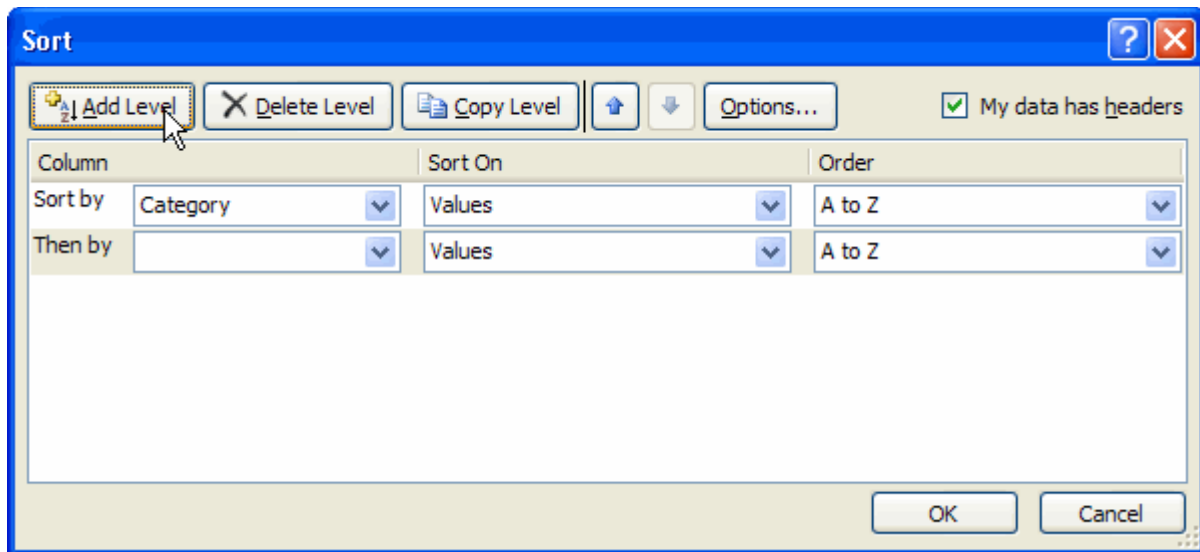 Sort
Add Level Delete Level Copy Level Options... My data has headers
Column Sort On Order
Sort by Category Values A to Z
Then by Values A to Z
OK Cancel